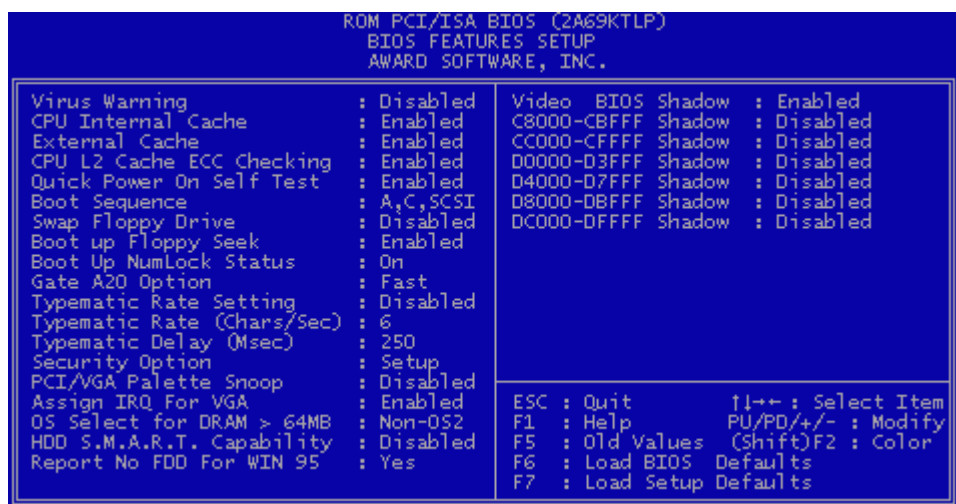 ROM PCI/ISA BIOS (2A69KTLP)
BIOS FEATURES SETUP
AWARD SOFTWARE, INC.
Virus Warning : Disabled
CPU Internal Cache : Enabled
External Cache : Enabled
CPU L2 Cache ECC Checking : Enabled
Quick Power On Self Test : Enabled
Boot Sequence : A,C,SCSI
Swap Floppy Drive : Disabled
Boot up Floppy Seek : Enabled
Boot Up NumLock Status : On
Gate A20 Option : Fast
Typematic Rate Setting : Disabled
Typematic Rate (Chars/Sec) : 6
Typematic Delay (Msec) : 250
Security Option : Setup
PCI/VGA Palette Snoop : Disabled
Assign IRQ For VGA : Enabled
OS Select for DRAM > 64MB : Non-OS2
HDD S.M.A.R.T. Capability : Disabled
Report No FDD For WIN 95 : Yes
Video BIOS Shadow : Enabled
C8000-CBFFF Shadow : Disabled
CC000-CFFFF Shadow : Disabled
D0000-D3FFF Shadow : Disabled
D4000-D7FFF Shadow : Disabled
D8000-DBFFF Shadow : Disabled
DC000-DFFFF Shadow : Disabled
ESC : Quit ↑↓→← : Select Item
F1 : Help PU/PD/+/- : Modify
F5 : Old Values (Shift)F2 : Color
F6 : Load BIOS Defaults
F7 : Load Setup Defaults